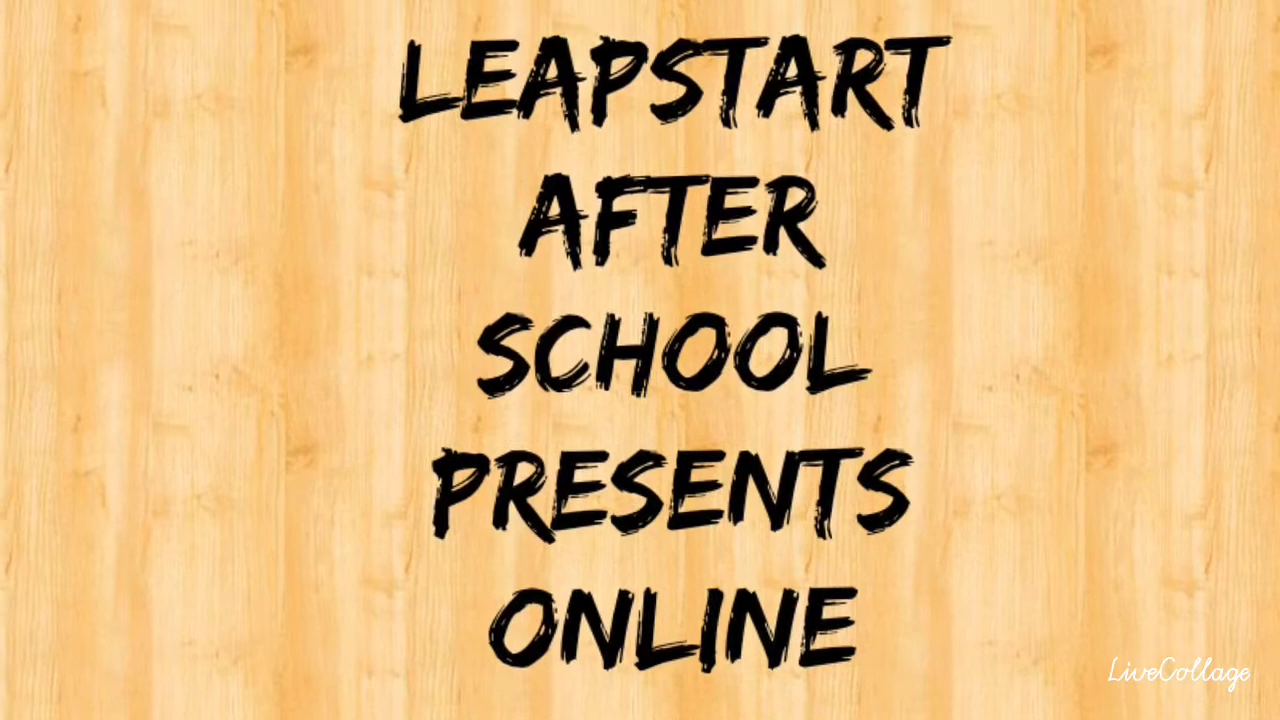 LEAPSTART
AFTER
SCHOOL
PRESENTS
ONLINE
LiveCollage